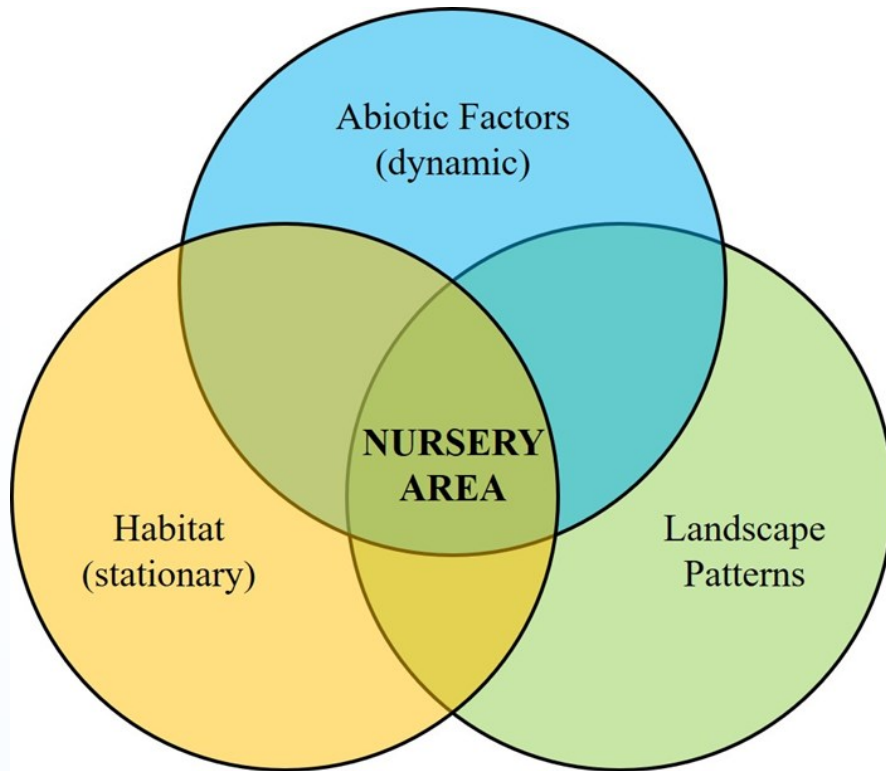 Abiotic Factors
(dynamic)
NURSERY
AREA
Habitat
(stationary)
Landscape
Patterns